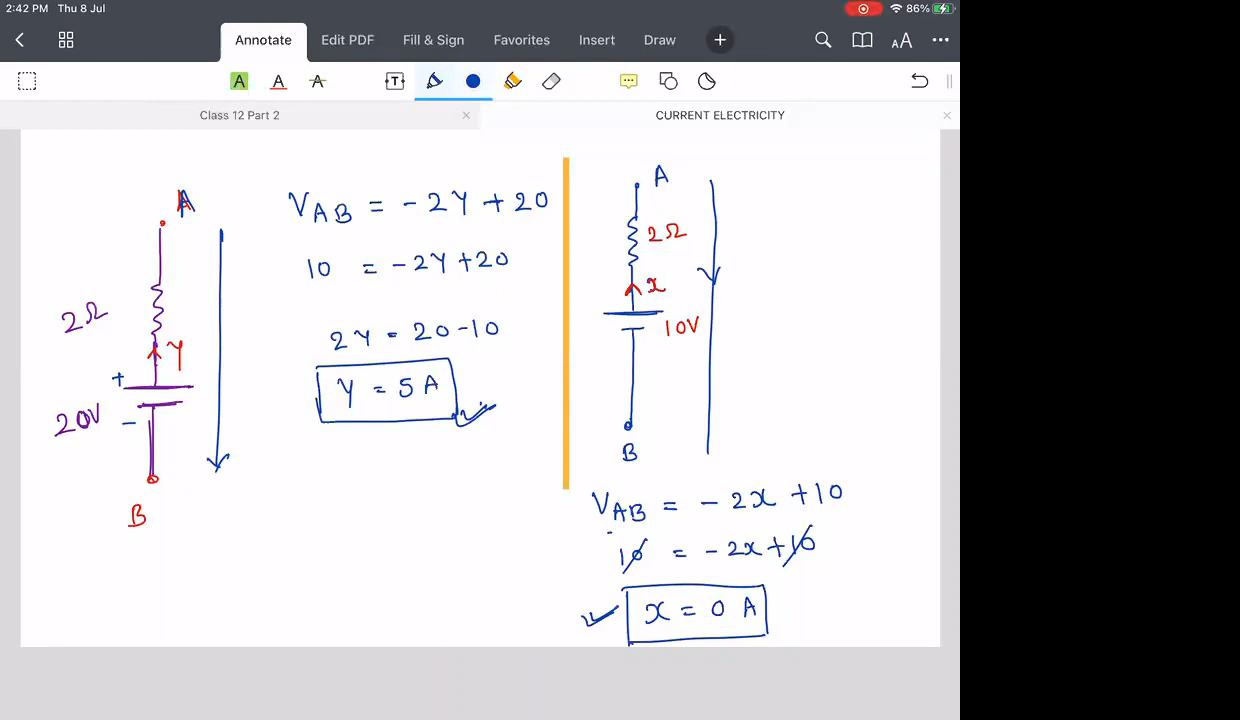 2:42 PM Thu 8 Jul
86%
Annotate Edit PDF Fill & Sign Favorites Insert Draw
AA
A A A T
Class 12 Part 2
CURRENT ELECTRICITY
A
2Ω
Y
+
20V
-
B
VAB = -2Y + 20
10 = -2Y + 20
2Y = 20 - 10
Y = 5 A
A
2Ω
x
10V
B
VAB = - 2x + 10
10 = - 2x + 10
x = 0 A